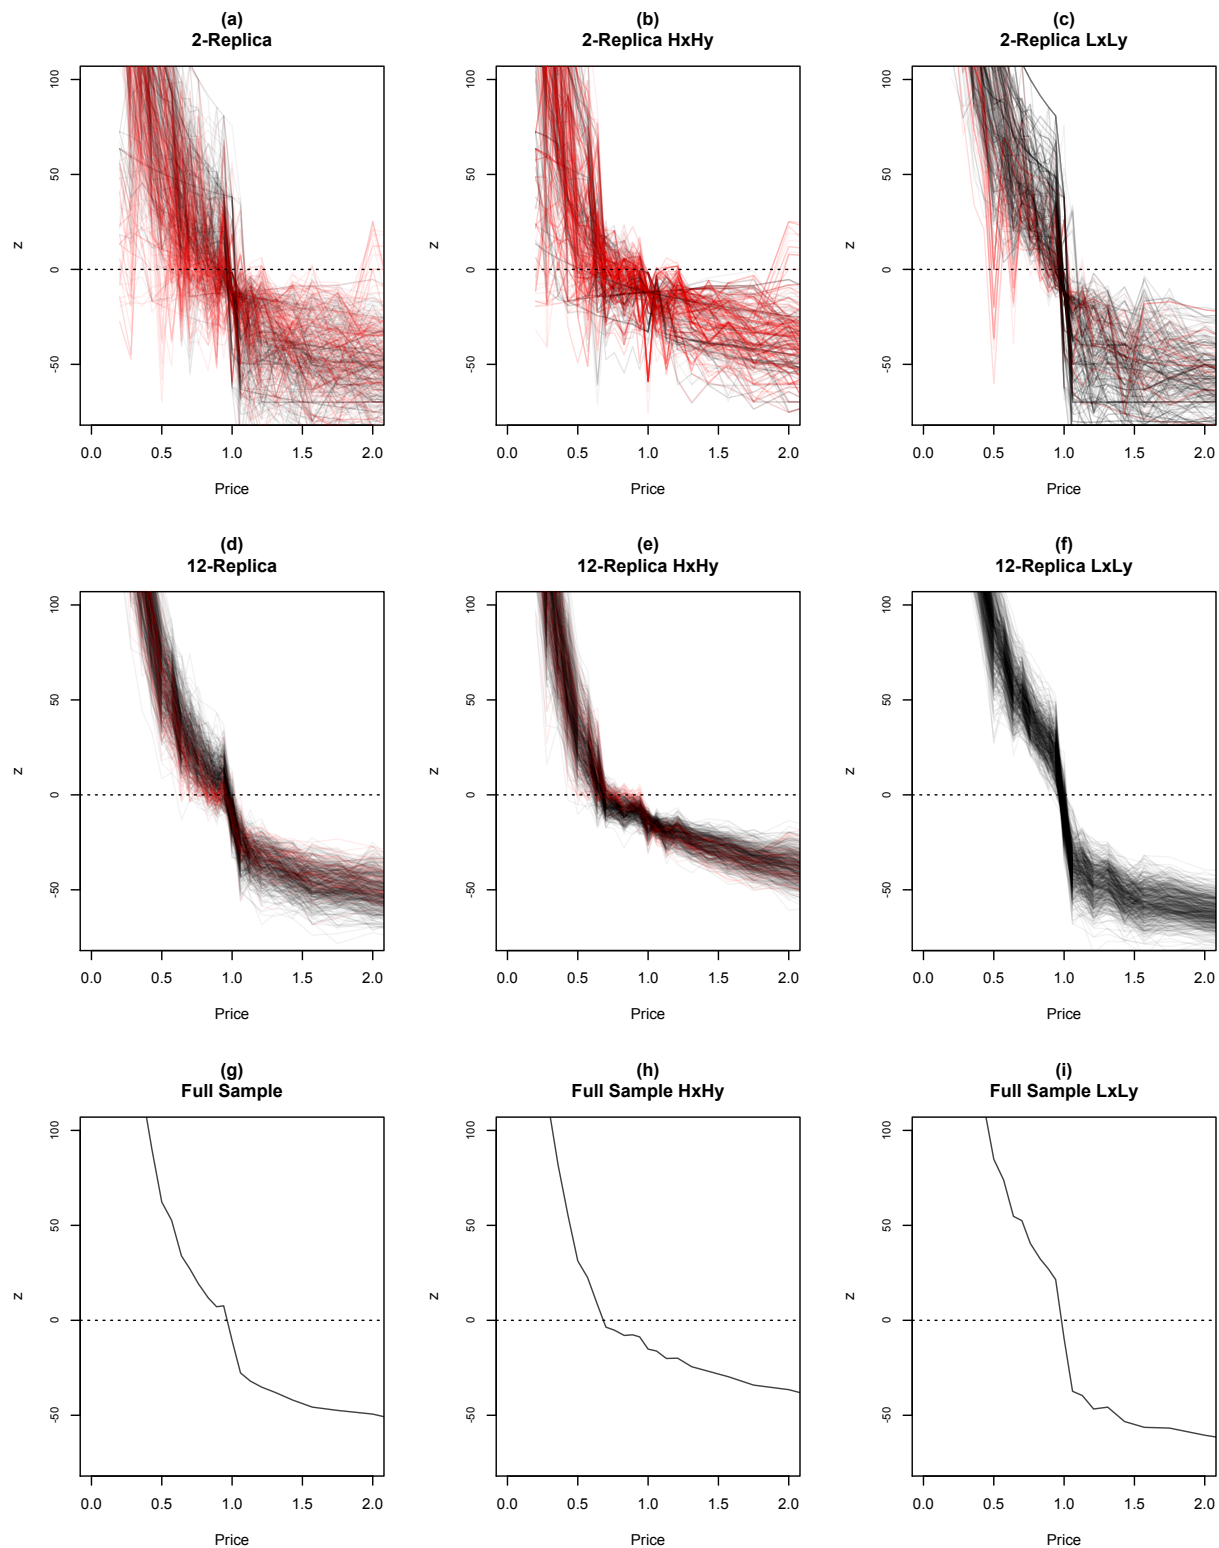 (a)
2-Replica
(b)
2-Replica HxHy
(c)
2-Replica LxLy
100
50
0
-50
z
0.0 0.5 1.0 1.5 2.0
Price
100
50
0
-50
z
0.0 0.5 1.0 1.5 2.0
Price
100
50
0
-50
z
0.0 0.5 1.0 1.5 2.0
Price
(d)
12-Replica
(e)
12-Replica HxHy
(f)
12-Replica LxLy
100
50
0
-50
z
0.0 0.5 1.0 1.5 2.0
Price
100
50
0
-50
z
0.0 0.5 1.0 1.5 2.0
Price
100
50
0
-50
z
0.0 0.5 1.0 1.5 2.0
Price
(g)
Full Sample
(h)
Full Sample HxHy
(i)
Full Sample LxLy
100
50
0
-50
z
0.0 0.5 1.0 1.5 2.0
Price
100
50
0
-50
z
0.0 0.5 1.0 1.5 2.0
Price
100
50
0
-50
z
0.0 0.5 1.0 1.5 2.0
Price